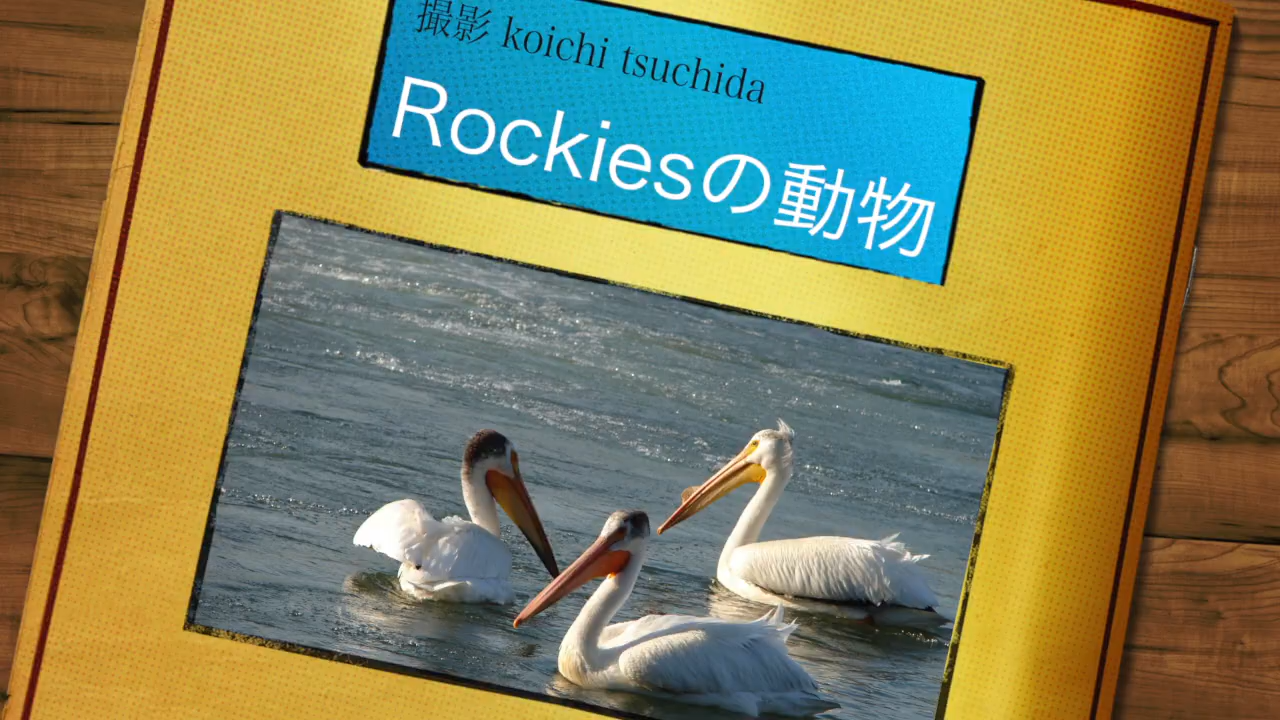 撮影 koichi tsuchida
Rockiesの動物